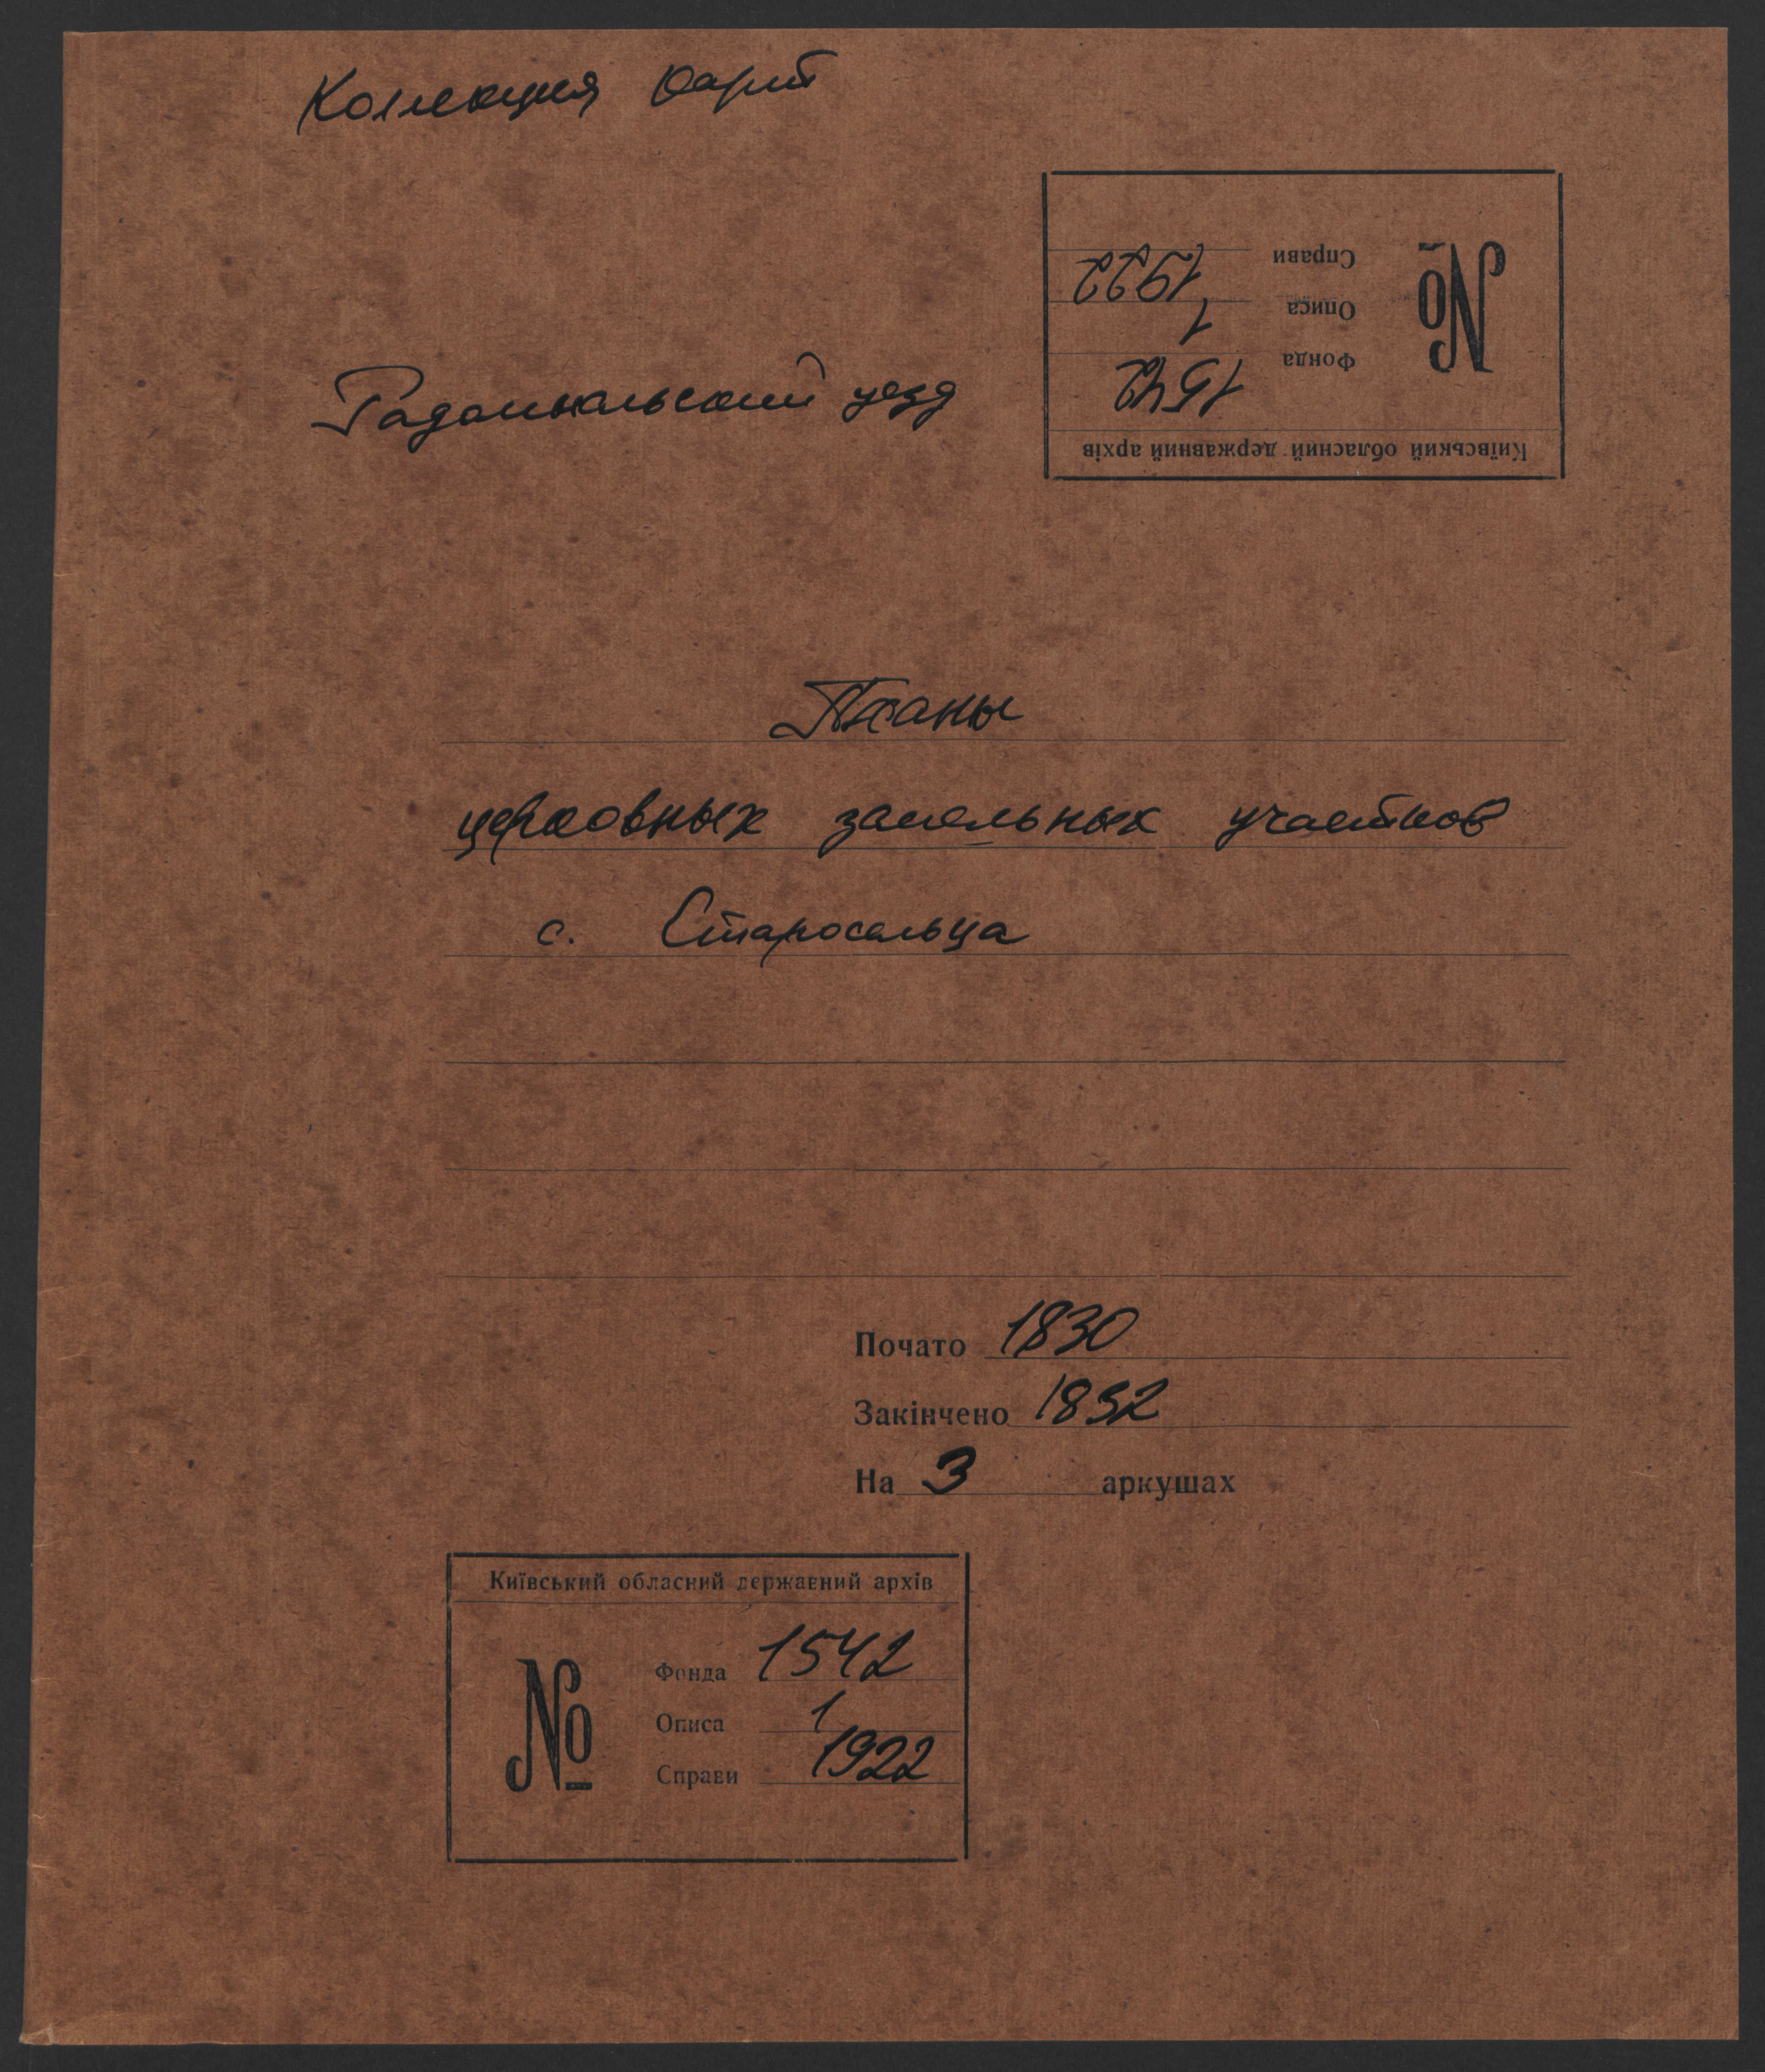 Коллекция карт
Київський обласний державний архів
№
Фонда 1542
Описа 1
Справи 1922
Радомысльский уезд
Планы
церковных земельных участков
с. Старосельца
Почато 1830
Закінчено 1852
На 3 аркушах
Київський обласний державний архів
№
Фонда 1542
Описа 1
Справи 1922